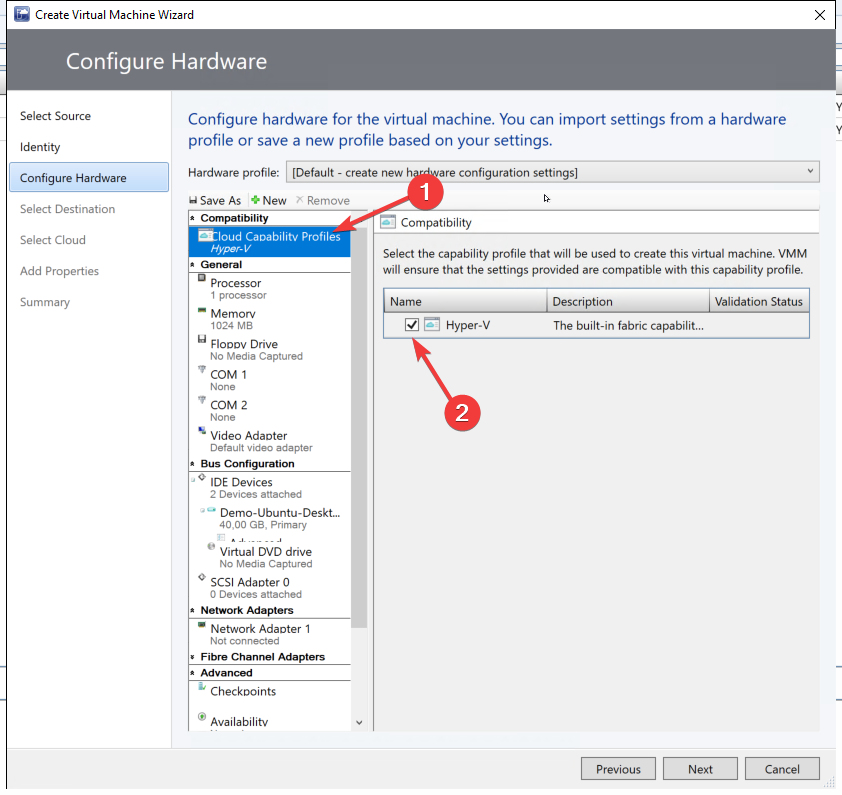 Create Virtual Machine Wizard
Configure Hardware
Select Source
Identity
Configure Hardware
Select Destination
Select Cloud
Add Properties
Summary
Configure hardware for the virtual machine. You can import settings from a hardware
profile or save a new profile based on your settings.
Hardware profile: [Default - create new hardware configuration settings]
Save As New Remove
Compatibility
Cloud Capability Profiles
Hyper-V
General
Processor
1 processor
Memory
1024 MB
Floppy Drive
No Media Captured
COM 1
None
COM 2
None
Video Adapter
Default video adapter
Bus Configuration
IDE Devices
2 Devices attached
Demo-Ubuntu-Deskt...
40,00 GB, Primary
Advanced
Virtual DVD drive
No Media Captured
SCSI Adapter 0
0 Devices attached
Network Adapters
Network Adapter 1
Not connected
Fibre Channel Adapters
Advanced
Checkpoints
Availability
1
Compatibility
Select the capability profile that will be used to create this virtual machine. VMM
will ensure that the settings provided are compatible with this capability profile.
Name Description Validation Status
Hyper-V The built-in fabric capabilit...
2
Previous Next Cancel